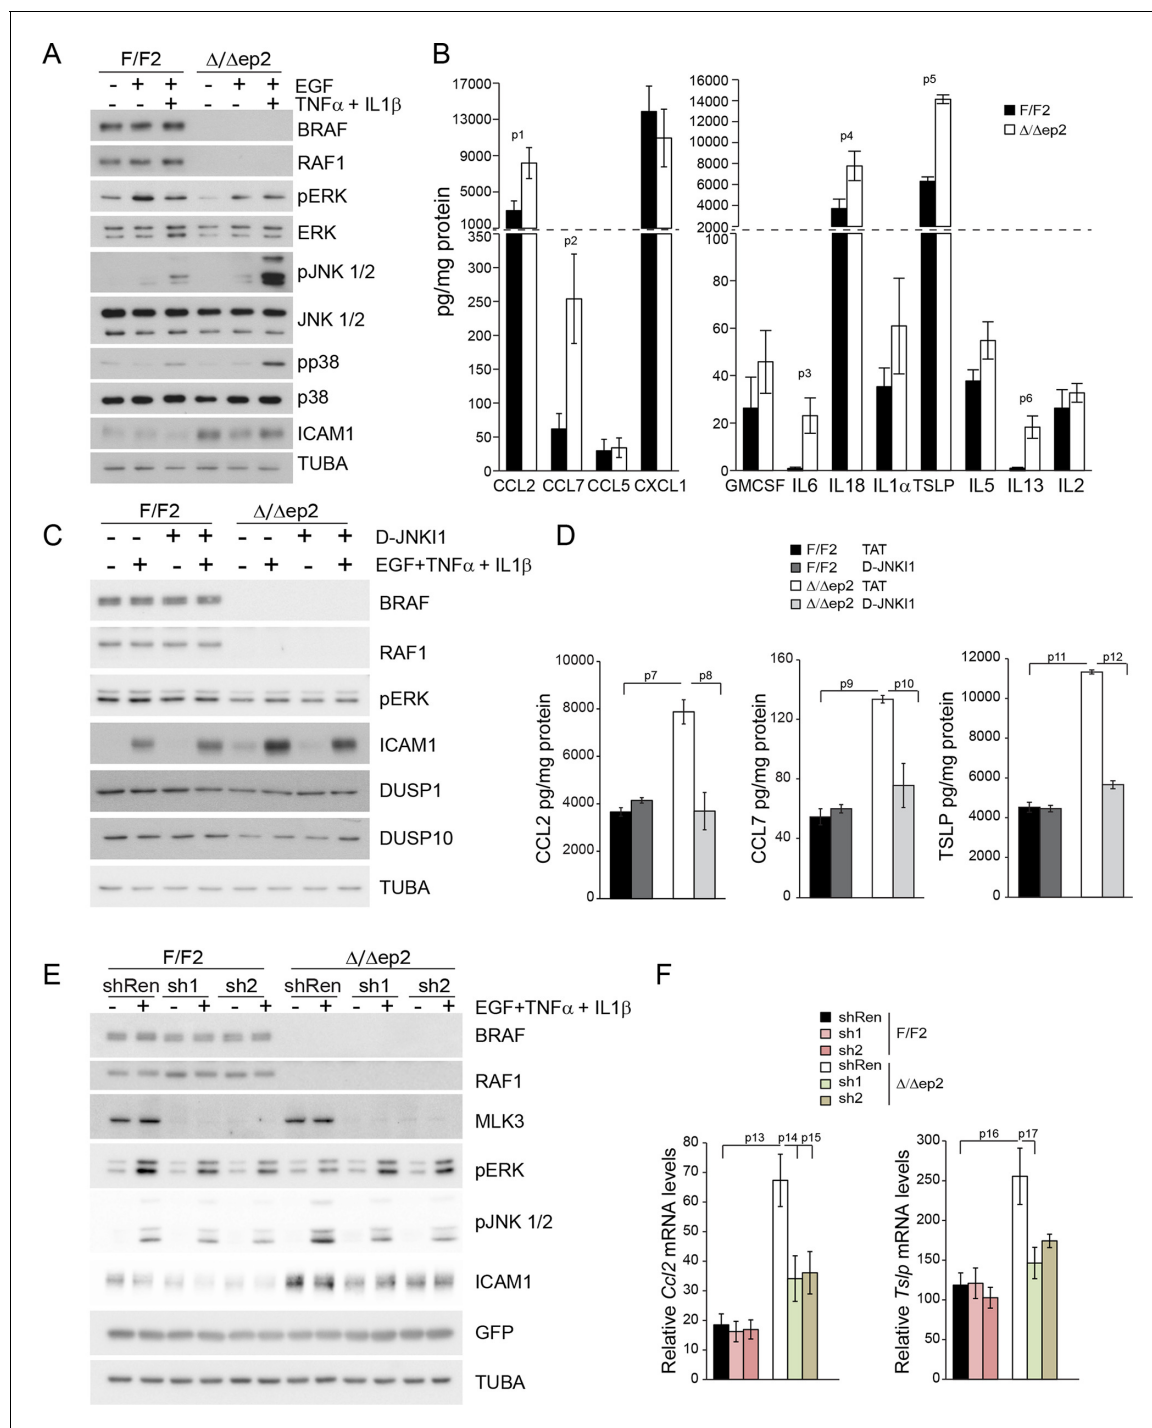 A
F/F2 Δ/Δep2
- + + - + + EGF
- - + - - + TNFα + IL1β
BRAF
RAF1
pERK
ERK
pJNK 1/2
JNK 1/2
pp38
p38
ICAM1
TUBA
B
pg/mg protein
17000
13000
9000
5000
1000
350
300
250
200
150
100
50
0
p1
p2
CCL2 CCL7 CCL5 CXCL1
16000
14000
12000
10000
8000
6000
4000
2000
100
80
60
40
20
0
p3
p4
p5
p6
GMCSF IL6 IL18 IL1α TSLP IL5 IL13 IL2
F/F2
Δ/Δep2
C
F/F2 Δ/Δep2
- - + + - - + + D-JNKI1
- + - + - + - + EGF+TNFα + IL1β
BRAF
RAF1
pERK
ICAM1
DUSP1
DUSP10
TUBA
D
F/F2 TAT
F/F2 D-JNKI1
Δ/Δep2 TAT
Δ/Δep2 D-JNKI1
CCL2 pg/mg protein
10000
8000
6000
4000
2000
0
p7 p8
CCL7 pg/mg protein
160
120
80
40
0
p9 p10
TSLP pg/mg protein
12000
10000
8000
6000
4000
2000
0
p11 p12
E
F/F2 Δ/Δep2
shRen sh1 sh2 shRen sh1 sh2
- + - + - + - + - + - + EGF+TNFα + IL1β
BRAF
RAF1
MLK3
pERK
pJNK 1/2
ICAM1
GFP
TUBA
F
shRen
sh1
sh2
F/F2
shRen
sh1
sh2
Δ/Δep2
Relative Ccl2 mRNA levels
80
70
60
50
40
30
20
10
0
p13 p14 p15
Relative Tslp mRNA levels
300
250
200
150
100
50
0
p16 p17